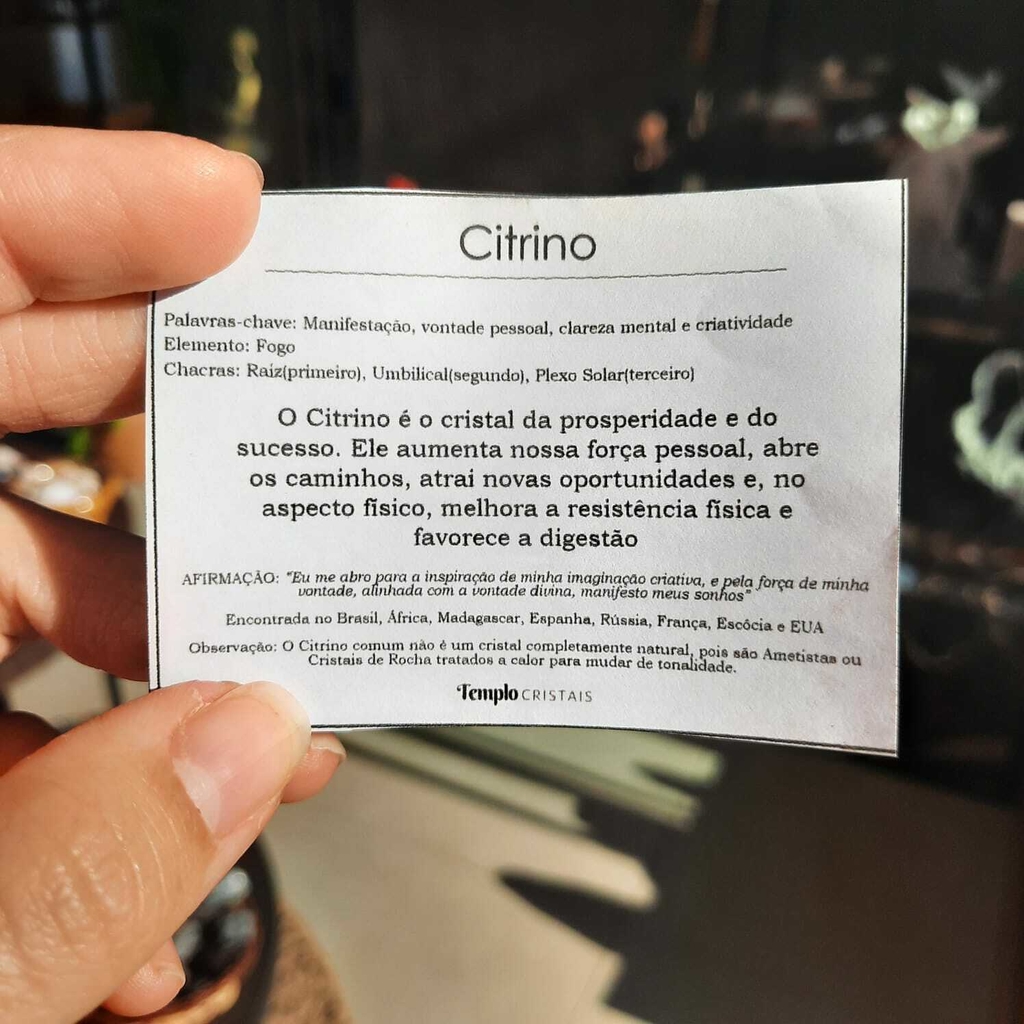 Citrino
Palavras-chave: Manifestação, vontade pessoal, clareza mental e criatividade
Elemento: Fogo
Chacras: Raiz(primeiro), Umbilical(segundo), Plexo Solar(terceiro)
O Citrino é o cristal da prosperidade e do
sucesso. Ele aumenta nossa força pessoal, abre
os caminhos, atrai novas oportunidades e, no
aspecto físico, melhora a resistência física e
favorece a digestão
AFIRMAÇÃO: "Eu me abro para a inspiração de minha imaginação criativa, e pela força de minha
vontade, alinhada com a vontade divina, manifesto meus sonhos"
Encontrada no Brasil, África, Madagascar, Espanha, Rússia, França, Escócia e EUA
Observação: O Citrino comum não é um cristal completamente natural, pois são Ametistas ou
Cristais de Rocha tratados a calor para mudar de tonalidade.
Templo CRISTAIS